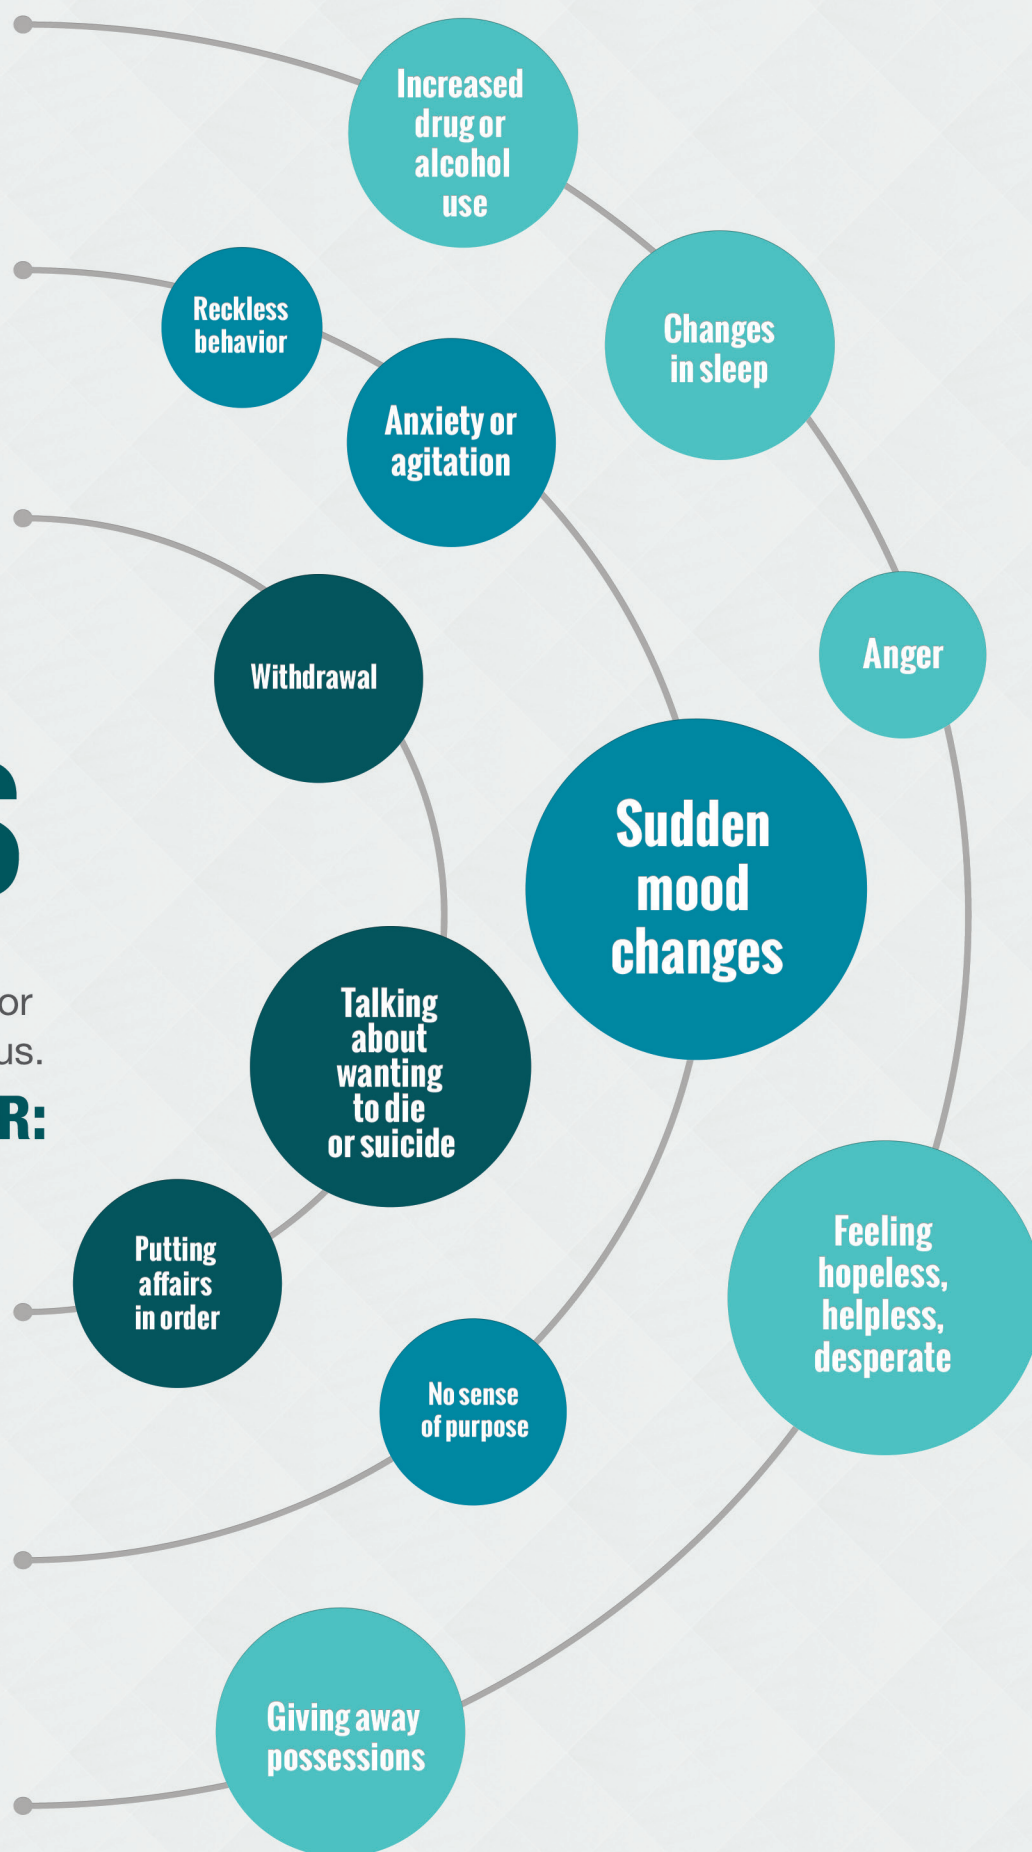 Increased
drug or
alcohol
use
Reckless
behavior
Changes
in sleep
Anxiety or
agitation
Withdrawal
Anger
S
Sudden
mood
changes
or
us.
R:
Talking
about
wanting
to die
or suicide
Putting
affairs
in order
Feeling
hopeless,
helpless,
desperate
No sense
of purpose
Giving away
possessions